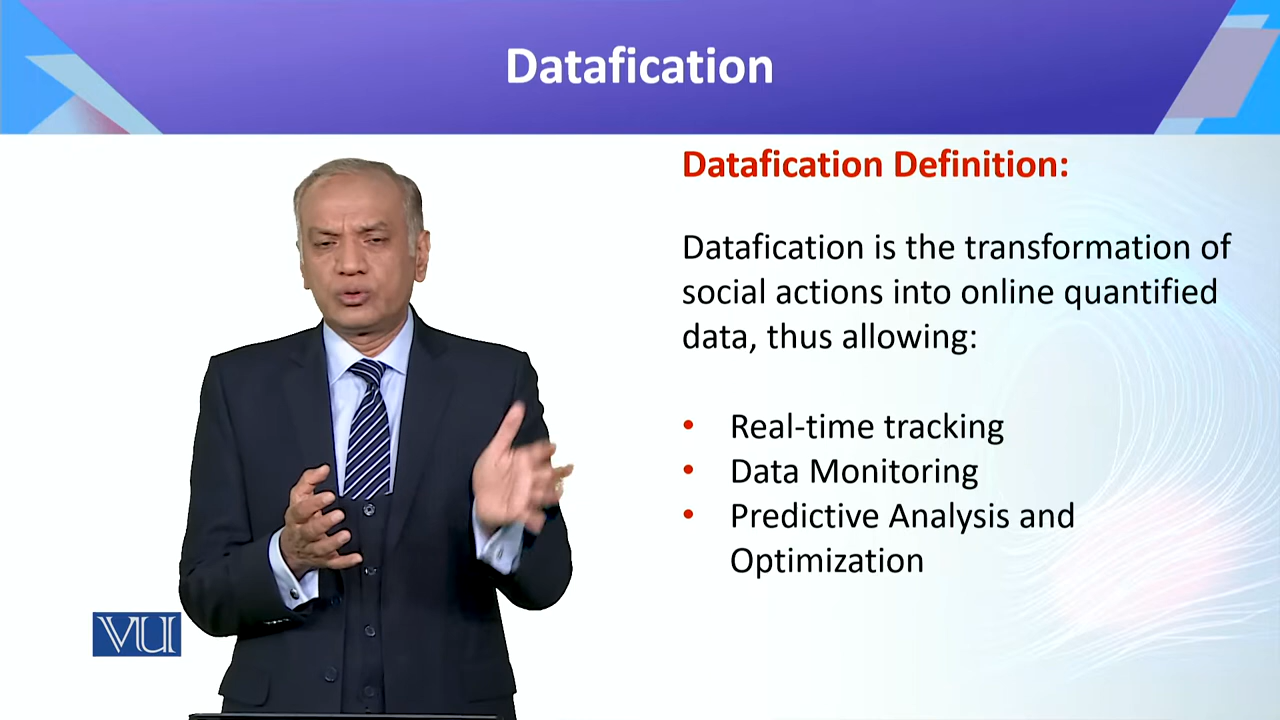 Datafication
Datafication Definition:
Datafication is the transformation of
social actions into online quantified
data, thus allowing:
• Real-time tracking
• Data Monitoring
• Predictive Analysis and
Optimization
VU